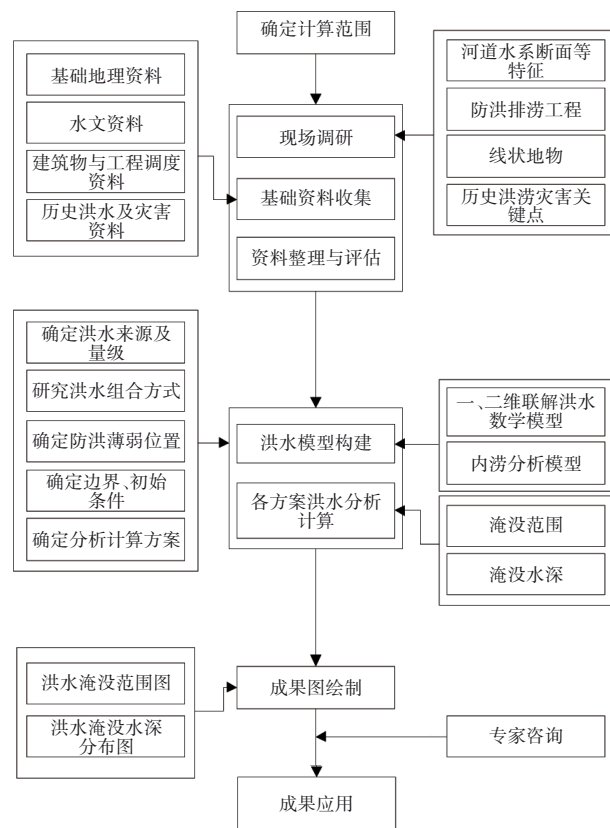 确定计算范围
基础地理资料
水文资料
建筑物与工程调度
资料
历史洪水及灾害
资料
现场调研
基础资料收集
资料整理与评估
河道水系断面等
特征
防洪排涝工程
线状地物
历史洪涝灾害关
键点
确定洪水来源及
量级
研究洪水组合方式
确定防洪薄弱位置
确定边界、初始
条件
确定分析计算方案
洪水模型构建
各方案洪水分析
计算
一、二维联解洪水
数学模型
内涝分析模型
淹没范围
淹没水深
洪水淹没范围图
洪水淹没水深
分布图
成果图绘制
专家咨询
成果应用